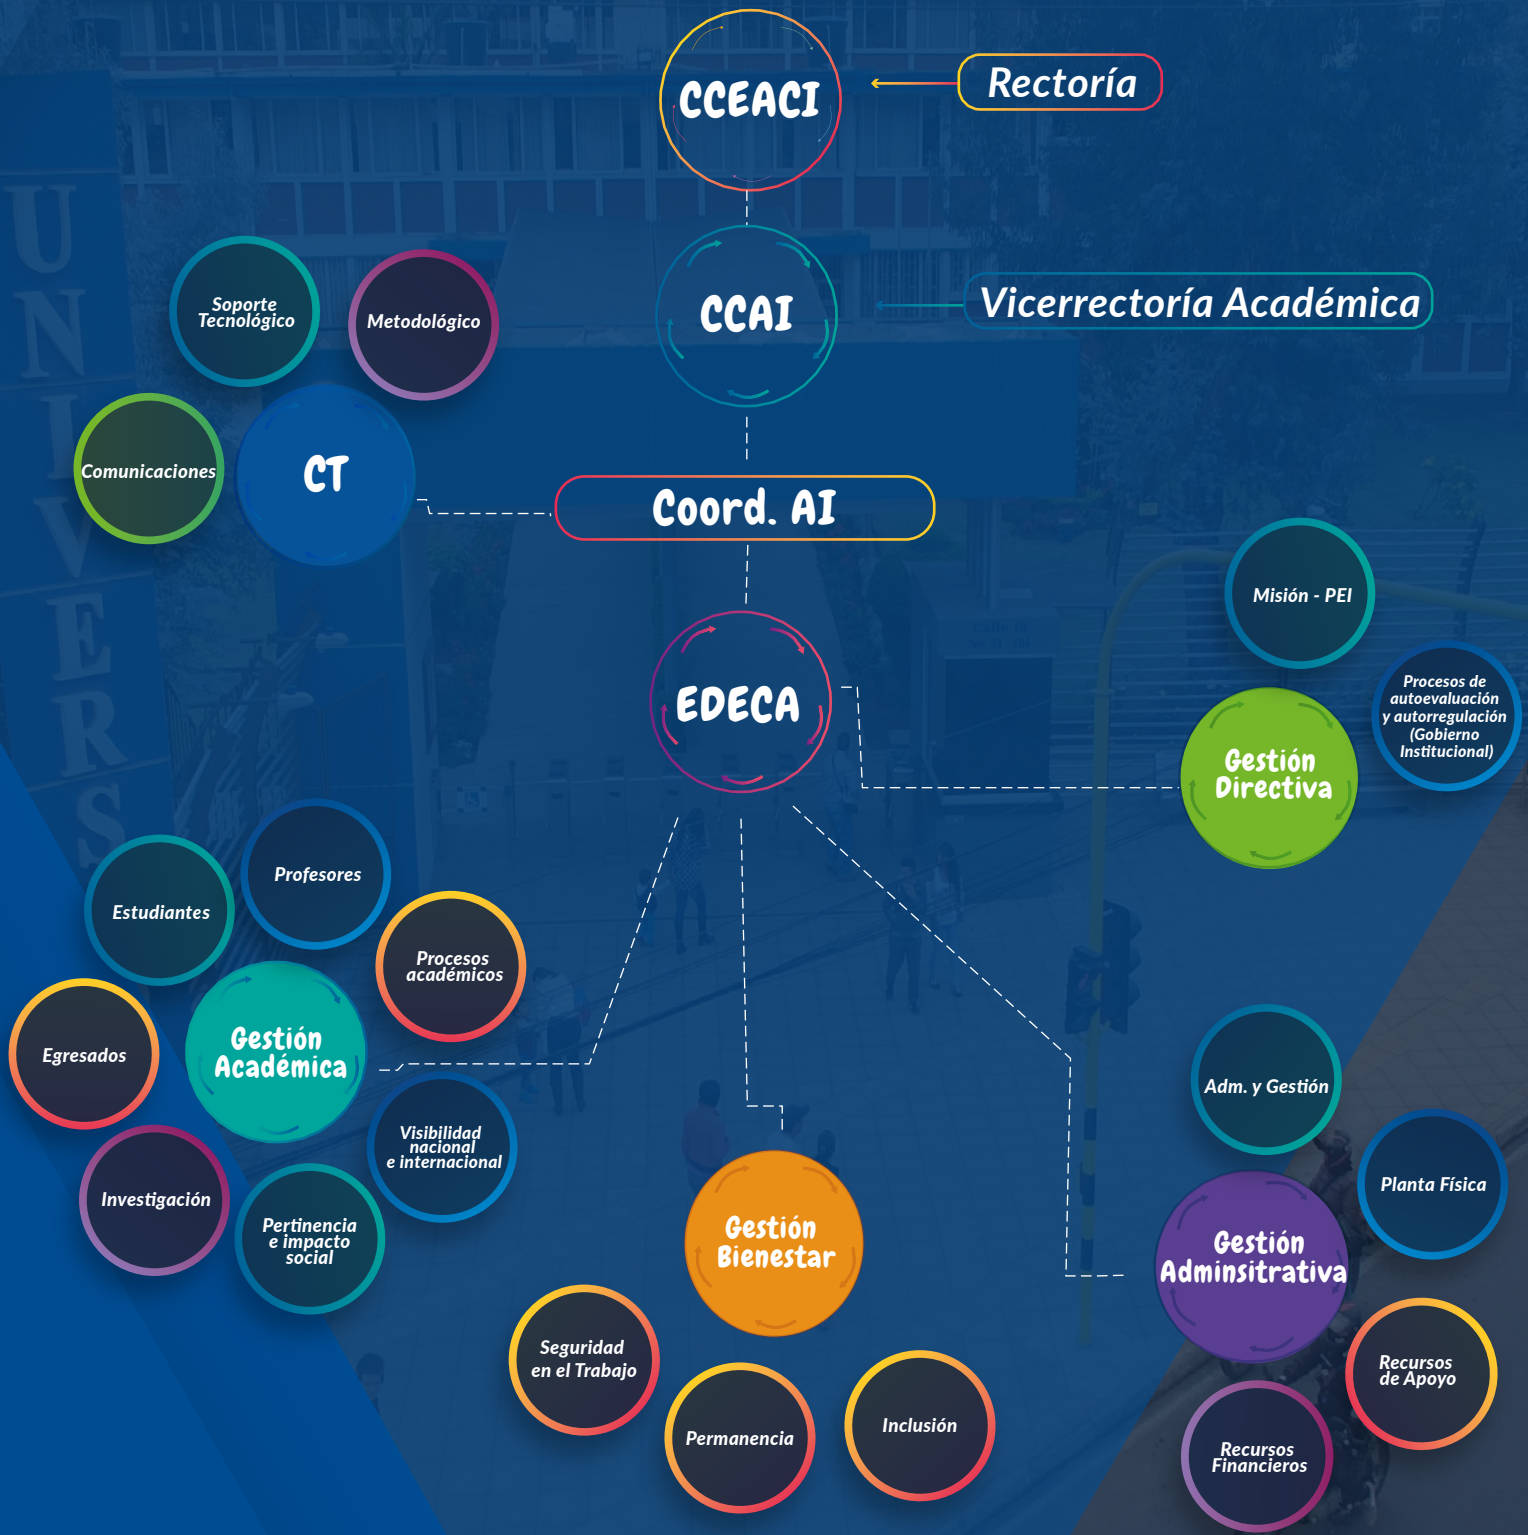 CCEACI
Rectoría
CCAI
Vicerrectoría Académica
Soporte
Tecnológico
Metodológico
Comunicaciones
CT
Coord. AI
EDECA
Misión - PEI
Procesos de
autoevaluación
y autorregulación
(Gobierno
Institucional)
Gestión
Directiva
Profesores
Estudiantes
Procesos
académicos
Egresados
Gestión
Académica
Visibilidad
nacional
e internacional
Investigación
Pertinencia
e impacto
social
Gestión
Bienestar
Seguridad
en el Trabajo
Permanencia
Inclusión
Adm. y Gestión
Planta Física
Gestión
Adminsitrativa
Recursos
de Apoyo
Recursos
Financieros
UNIVERS